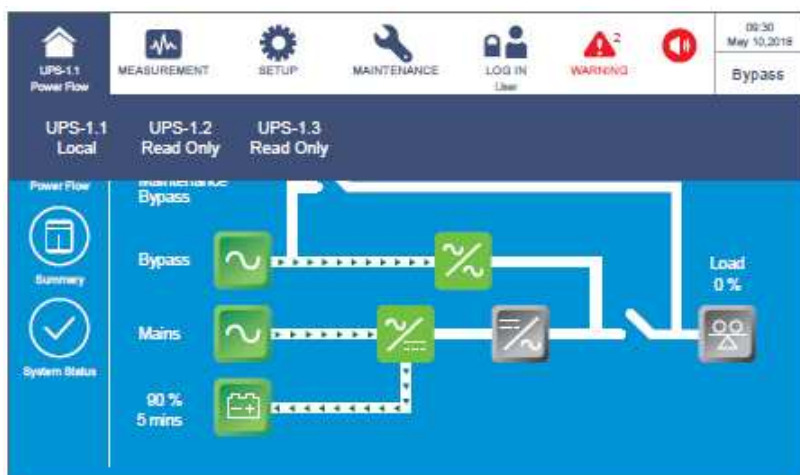 09:30
May 10,2018
2
UPS-1.1
Power Flow
MEASUREMENT
SETUP
MAINTENANCE
LOG IN
User
WARNING
Bypass
UPS-1.1
Local
UPS-1.2
Read Only
UPS-1.3
Read Only
Power Flow
Maintenance
Bypass
Bypass
Load
0 %
Summary
Mains
System Status
90 %
5 mins